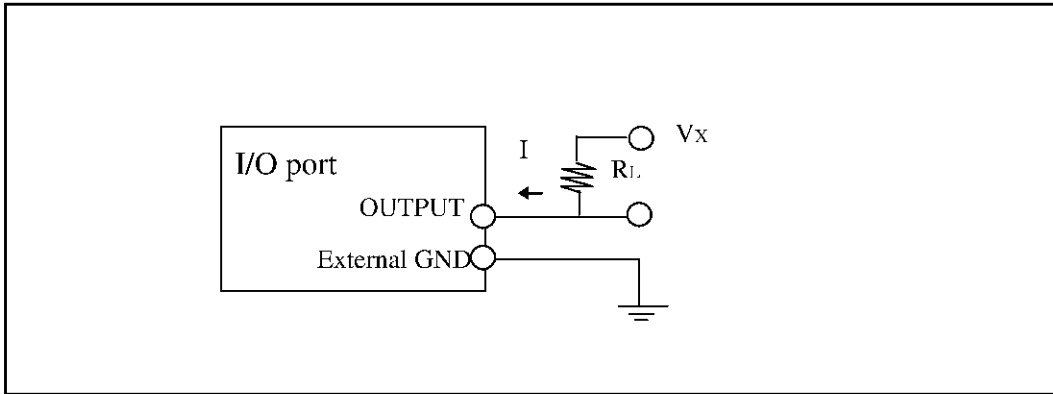 I
Vx
I/O port
RL
OUTPUT
External GND